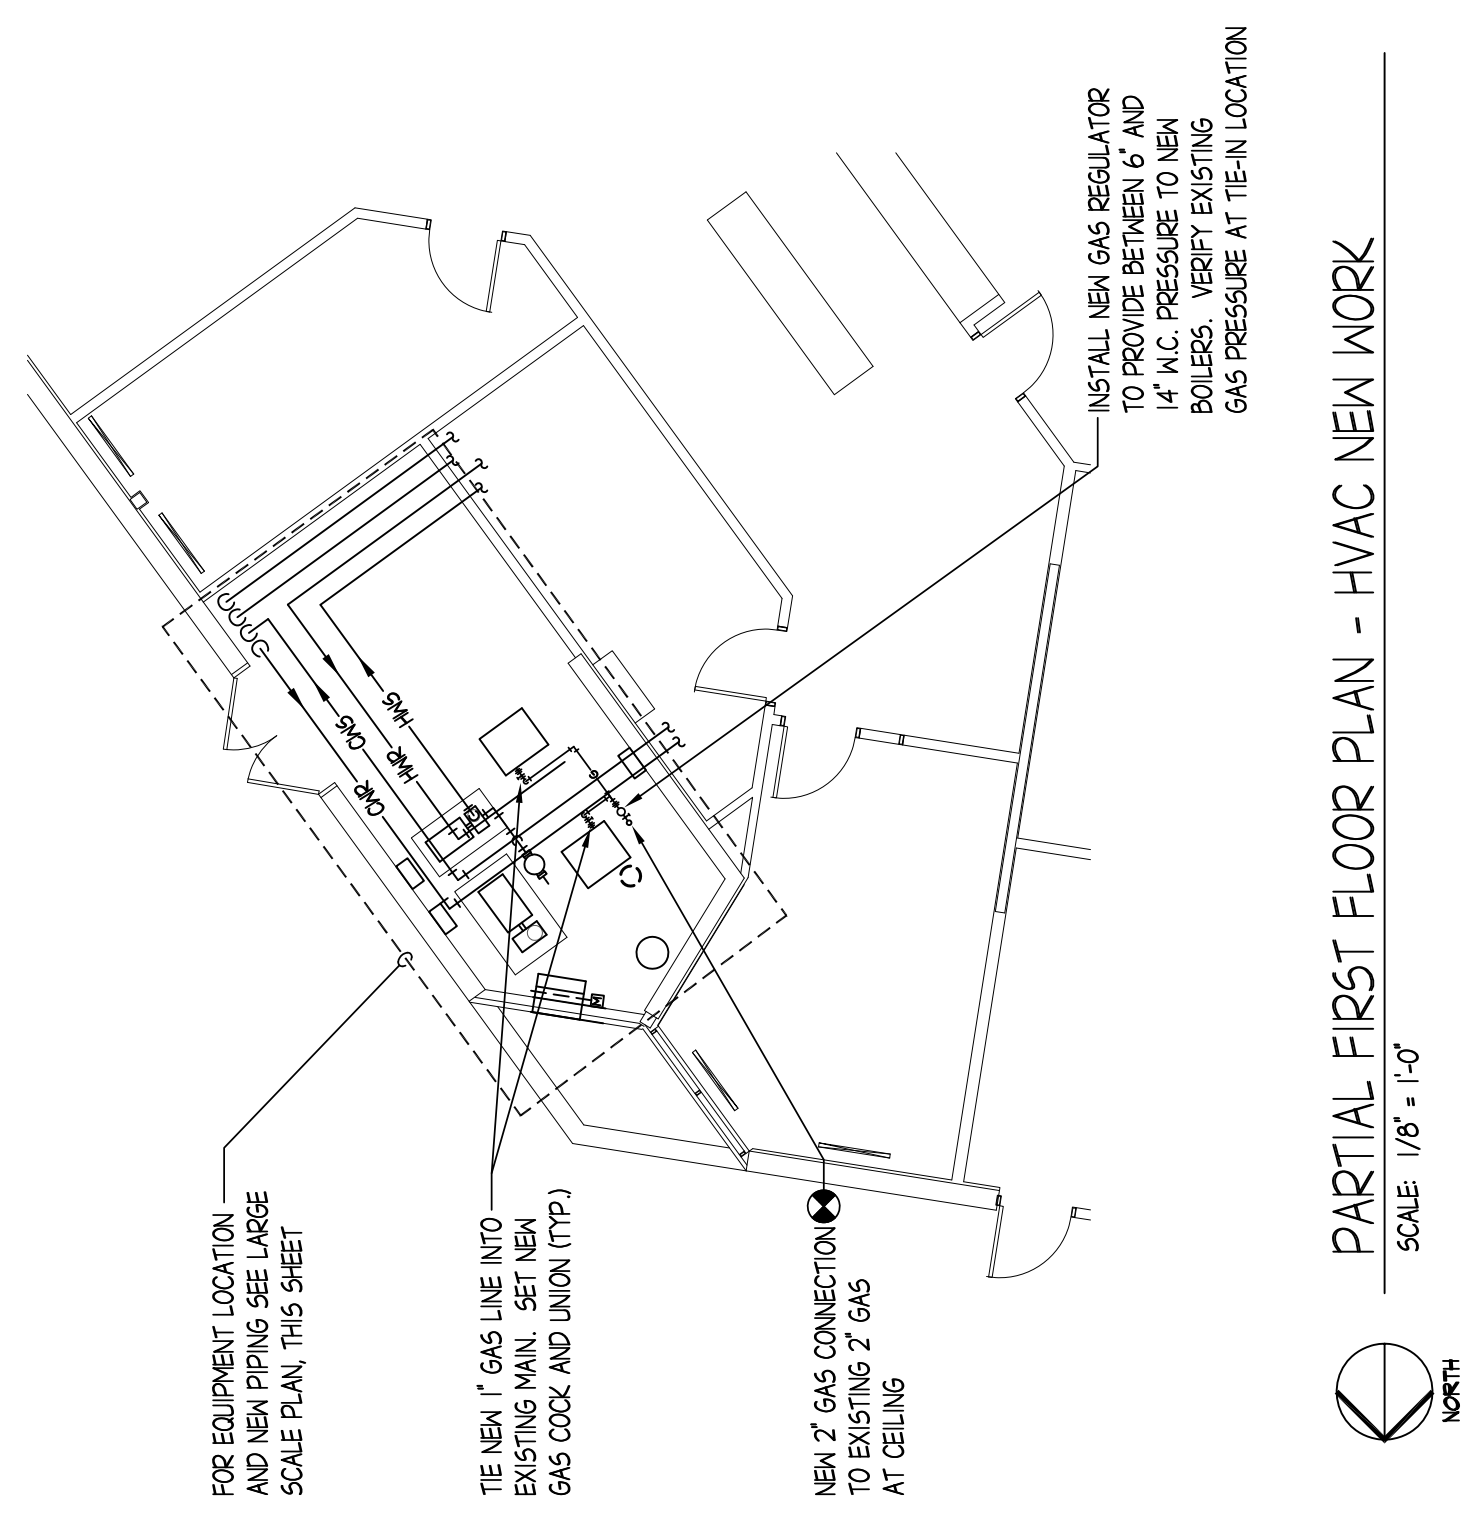 FOR EQUIPMENT LOCATION
AND NEW PIPING SEE LARGE
SCALE PLAN, THIS SHEET
TIE NEW 1" GAS LINE INTO
EXISTING MAIN. SET NEW
GAS COCK AND UNION (TYP.)
NEW 2" GAS CONNECTION
TO EXISTING 2" GAS
AT CEILING
INSTALL NEW GAS REGULATOR
TO PROVIDE BETWEEN 6" AND
14" W.C. PRESSURE TO NEW
BOILERS. VERIFY EXISTING
GAS PRESSURE AT TIE-IN LOCATION
CWR
CWS
HWR
HWS
G
M
PARTIAL FIRST FLOOR PLAN - HVAC NEW WORK
SCALE: 1/8" = 1'-0"
NORTH